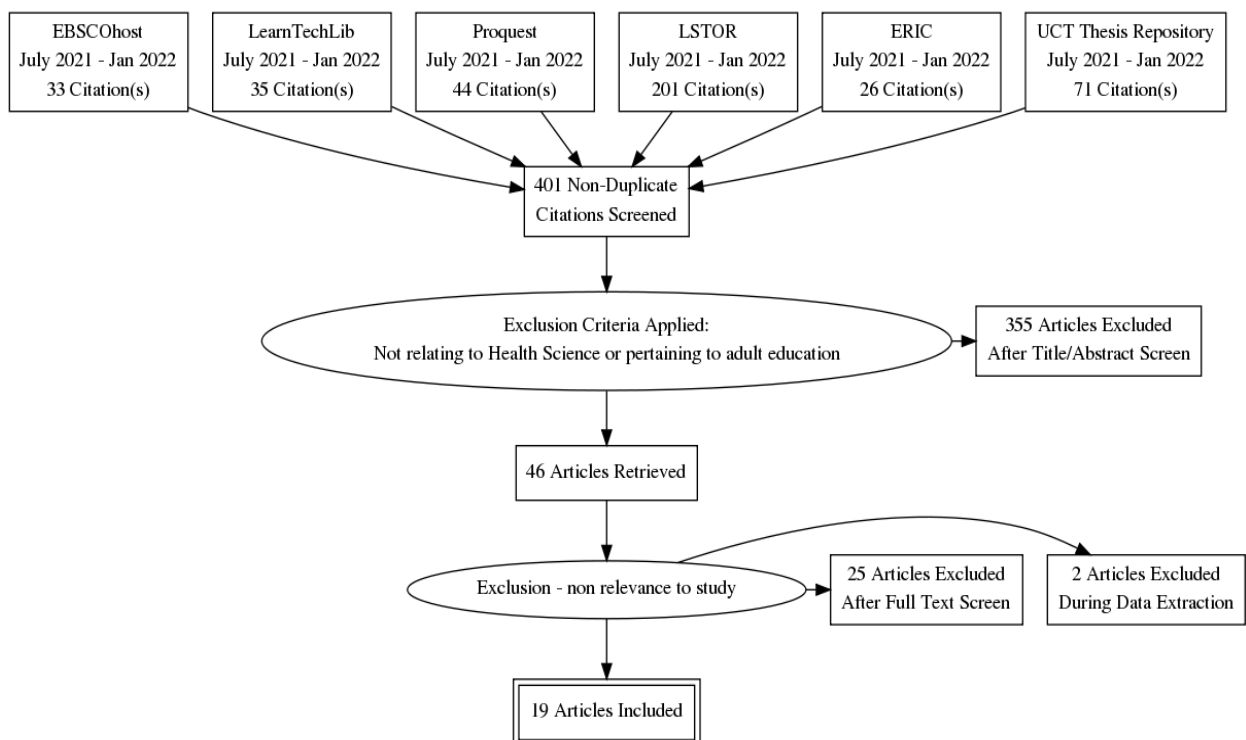 EBSCOhost
July 2021 - Jan 2022
33 Citation(s)
LearnTechLib
July 2021 - Jan 2022
35 Citation(s)
Proquest
July 2021 - Jan 2022
44 Citation(s)
LSTOR
July 2021 - Jan 2022
201 Citation(s)
ERIC
July 2021 - Jan 2022
26 Citation(s)
UCT Thesis Repository
July 2021 - Jan 2022
71 Citation(s)
401 Non-Duplicate
Citations Screened
Exclusion Criteria Applied:
Not relating to Health Science or pertaining to adult education
355 Articles Excluded
After Title/Abstract Screen
46 Articles Retrieved
Exclusion - non relevance to study
25 Articles Excluded
After Full Text Screen
2 Articles Excluded
During Data Extraction
19 Articles Included